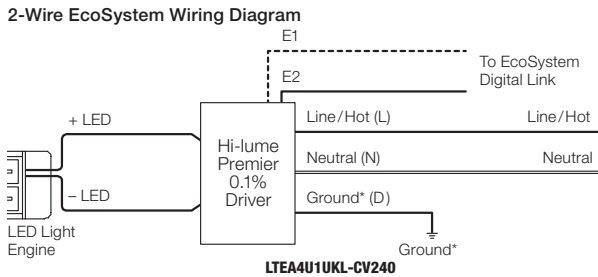 2-Wire EcoSystem Wiring Diagram
E1
To EcoSystem
Digital Link
E2
+ LED
Line/Hot (L)
Line/Hot
Hi-lume
Premier
0.1%
Driver
Neutral (N)
Neutral
– LED
Ground* (D)
LED Light
Engine
Ground*
LTEA4U1UKL-CV240